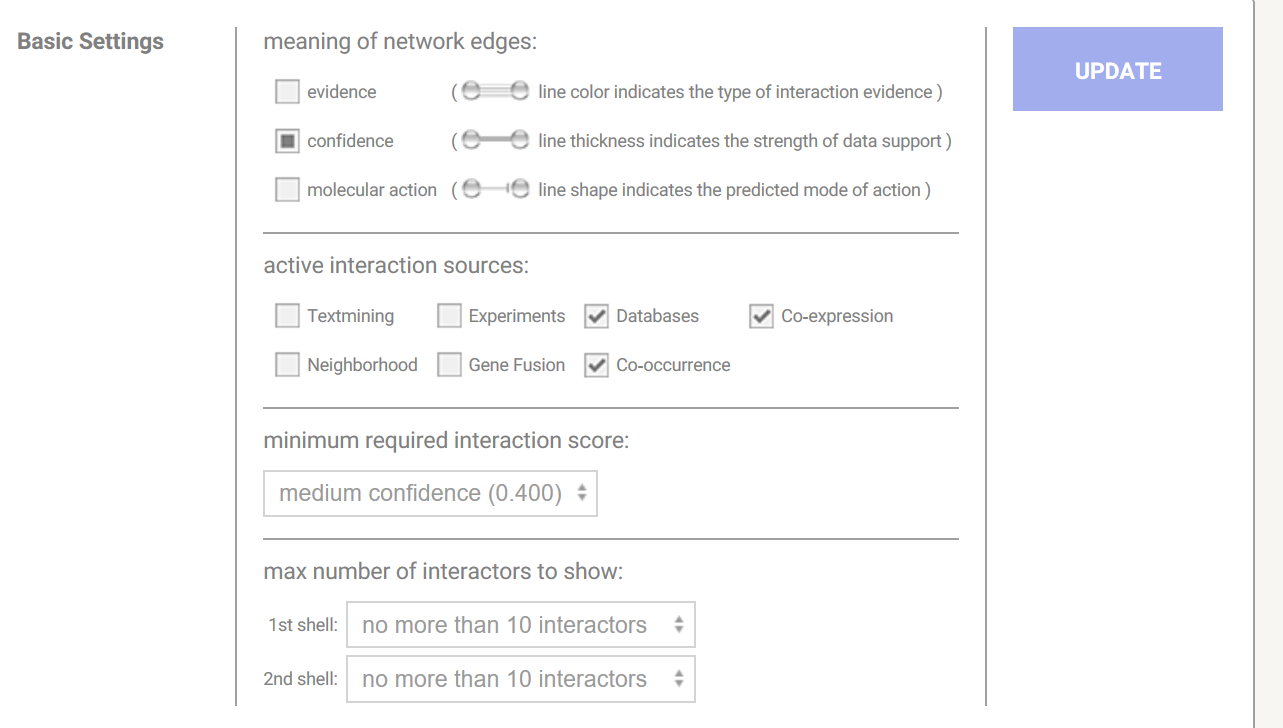 Basic Settings
meaning of network edges:
UPDATE
evidence ( line color indicates the type of interaction evidence )
confidence ( line thickness indicates the strength of data support )
molecular action ( line shape indicates the predicted mode of action )
active interaction sources:
Textmining Experiments Databases Co-expression
Neighborhood Gene Fusion Co-occurrence
minimum required interaction score:
medium confidence (0.400)
max number of interactors to show:
1st shell: no more than 10 interactors
2nd shell: no more than 10 interactors